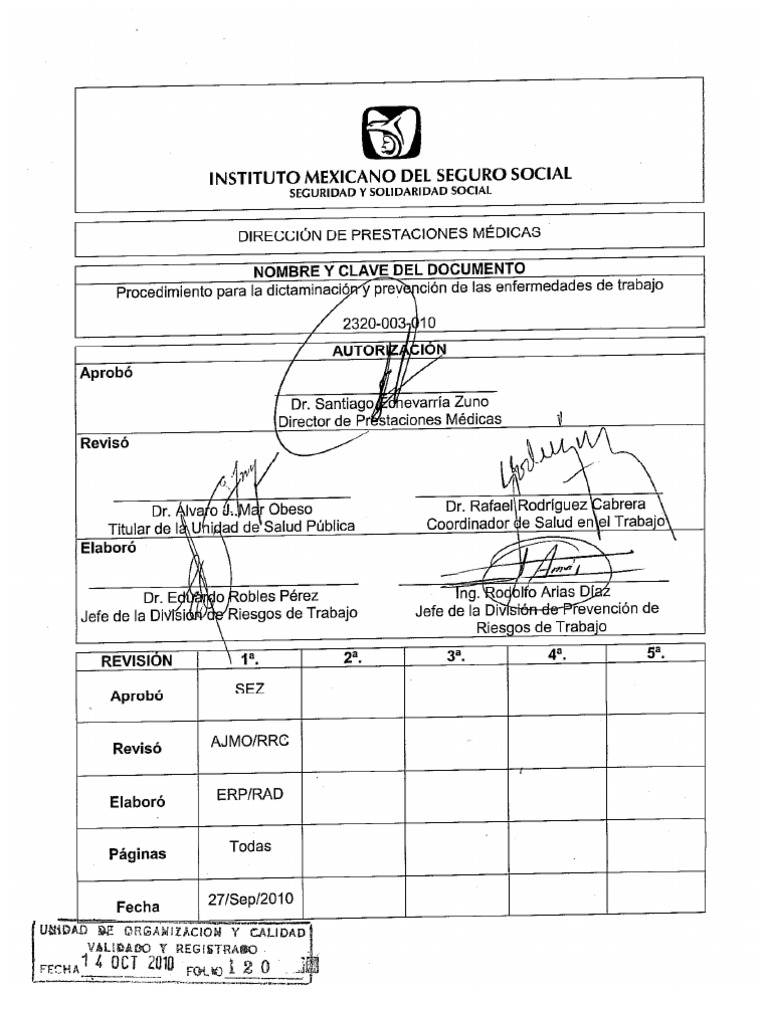 INSTITUTO MEXICANO DEL SEGURO SOCIAL
SEGURIDAD Y SOLIDARIDAD SOCIAL
DIRECCIÓN DE PRESTACIONES MÉDICAS
NOMBRE Y CLAVE DEL DOCUMENTO
Procedimiento para la dictaminación y prevención de las enfermedades de trabajo
2320-003-010
AUTORIZACIÓN
Aprobó
Dr. Santiago Echevarría Zuno
Director de Prestaciones Médicas
Revisó
Dr. Álvaro J. Mar Obeso
Titular de la Unidad de Salud Pública
Dr. Rafael Rodríguez Cabrera
Coordinador de Salud en el Trabajo
Elaboró
Dr. Eduardo Robles Pérez
Jefe de la División de Riesgos de Trabajo
Ing. Rodolfo Arias Díaz
Jefe de la División de Prevención de
Riesgos de Trabajo
REVISIÓN 1ª. 2ª. 3ª. 4ª. 5ª.
Aprobó SEZ
Revisó AJMO/RRC
Elaboró ERP/RAD
Páginas Todas
Fecha 27/Sep/2010
UNIDAD DE ORGANIZACION Y CALIDAD
VALIDADO Y REGISTRADO
FECHA 14 OCT 2010 FOLIO 120